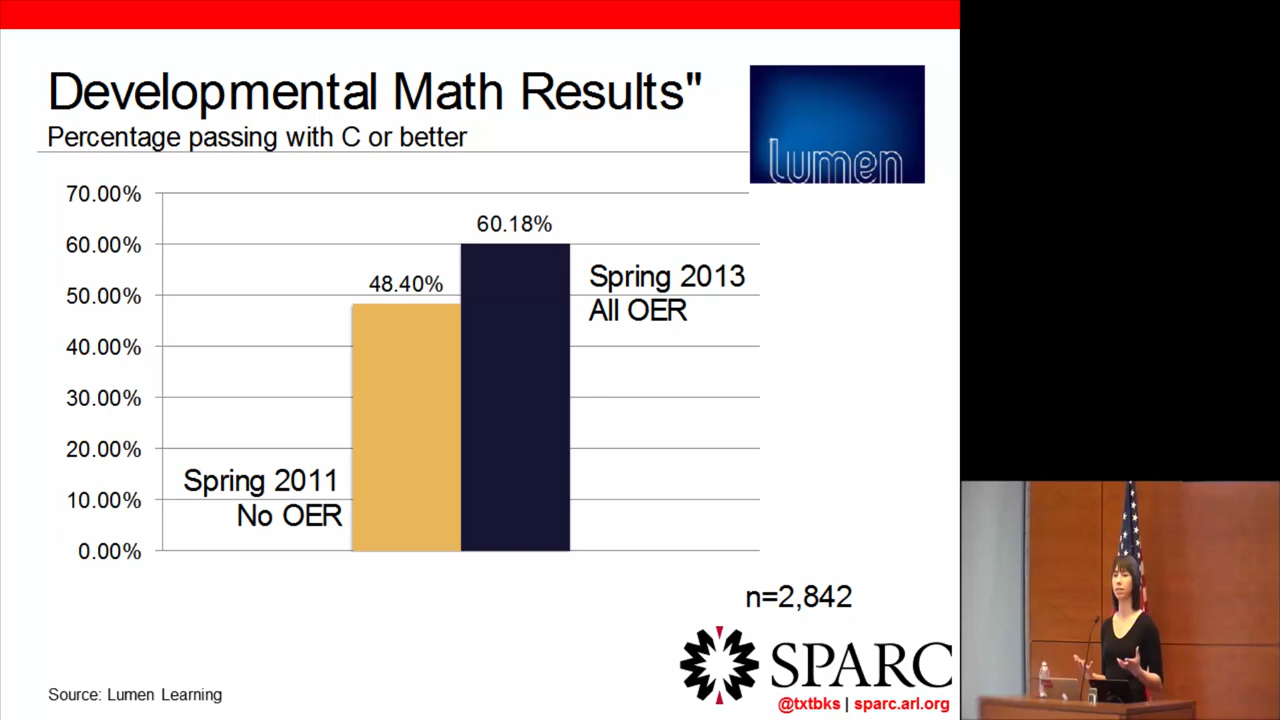 Developmental Math Results"
Percentage passing with C or better
lumen
70.00%
60.00%
50.00%
40.00%
30.00%
20.00%
10.00%
0.00%
48.40%
60.18%
Spring 2011
No OER
Spring 2013
All OER
n=2,842
SPARC
@txtbks | sparc.arl.org
Source: Lumen Learning